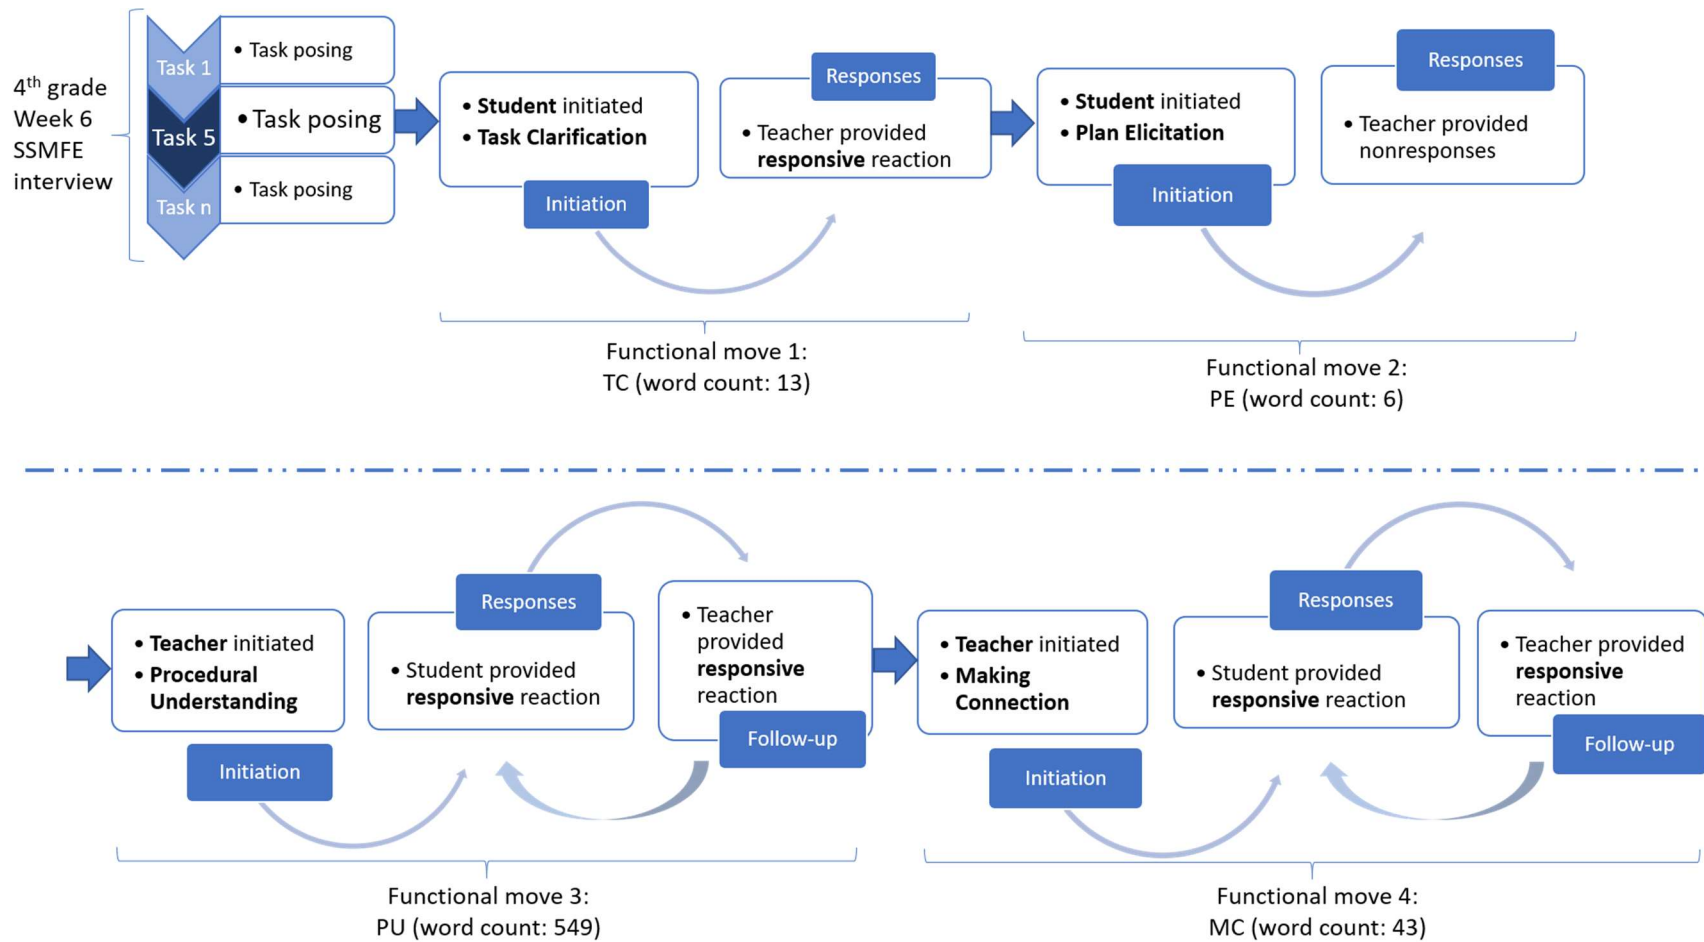 4th grade
Week 6
SSMFE
interview
Task 1
• Task posing
Task 5
• Task posing
Task n
• Task posing
• Student initiated
• Task Clarification
Initiation
Responses
• Teacher provided
responsive reaction
Functional move 1:
TC (word count: 13)
• Student initiated
• Plan Elicitation
Initiation
Responses
• Teacher provided
nonresponses
Functional move 2:
PE (word count: 6)
• Teacher initiated
• Procedural
Understanding
Initiation
Responses
• Student provided
responsive reaction
• Teacher
provided
responsive
reaction
Follow-up
Functional move 3:
PU (word count: 549)
• Teacher initiated
• Making
Connection
Initiation
Responses
• Student provided
responsive reaction
• Teacher provided
responsive
reaction
Follow-up
Functional move 4:
MC (word count: 43)